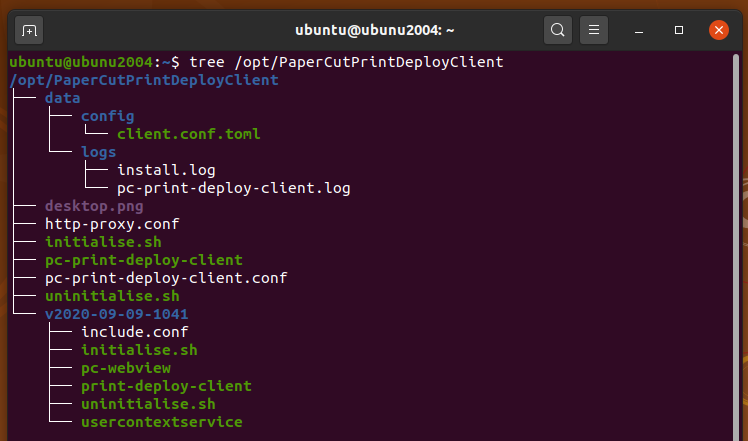 ubuntu@ubunu2004: ~
ubuntu@ubunu2004:~$ tree /opt/PaperCutPrintDeployClient
/opt/PaperCutPrintDeployClient
├── data
│   ├── config
│   │   └── client.conf.toml
│   └── logs
│       ├── install.log
│       └── pc-print-deploy-client.log
├── desktop.png
├── http-proxy.conf
├── initialise.sh
├── pc-print-deploy-client
├── pc-print-deploy-client.conf
├── uninitialise.sh
└── v2020-09-09-1041
    ├── include.conf
    ├── initialise.sh
    ├── pc-webview
    ├── print-deploy-client
    ├── uninitialise.sh
    └── usercontextservice